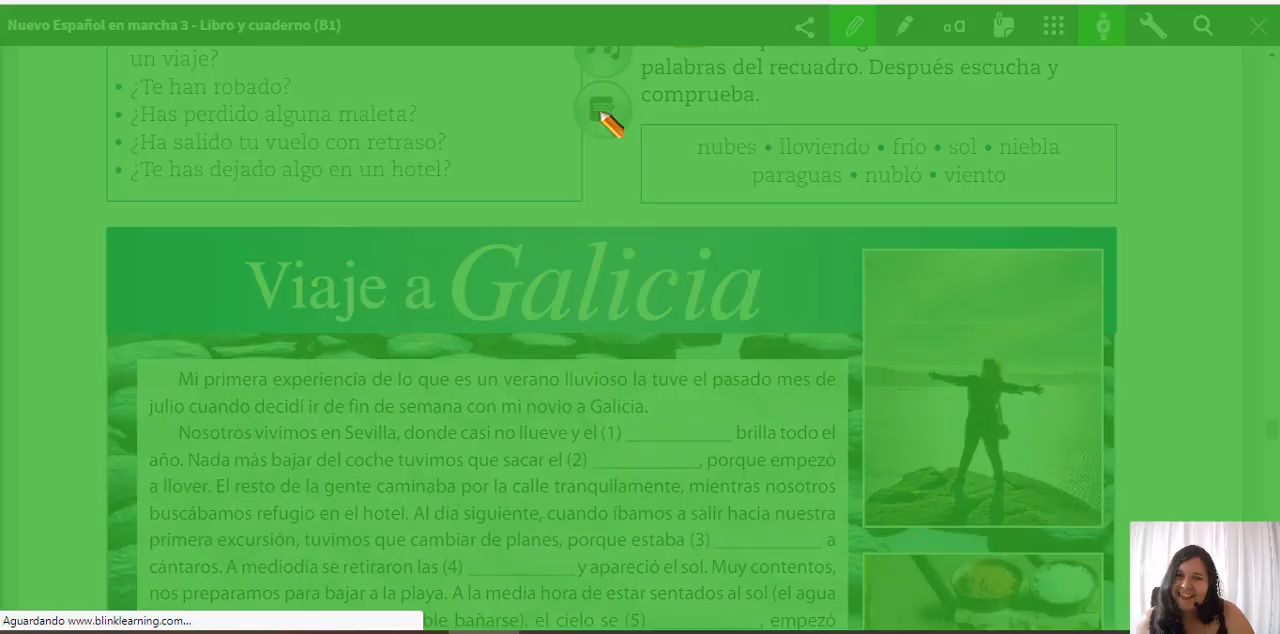 Nuevo Español en marcha 3 - Libro y cuaderno (B1)
aa
un viaje?
• ¿Te han robado?
• ¿Has perdido alguna maleta?
• ¿Ha salido tu vuelo con retraso?
• ¿Te has dejado algo en un hotel?
palabras del recuadro. Después escucha y
comprueba.
nubes • lloviendo • frío • sol • niebla
paraguas • nubló • viento
Viaje a Galicia
Mi primera experiencia de lo que es un verano lluvioso la tuve el pasado mes de
julio cuando decidí ir de fin de semana con mi novio a Galicia.
Nosotros vivimos en Sevilla, donde casi no llueve y el (1) ___________ brilla todo el
año. Nada más bajar del coche tuvimos que sacar el (2) ___________, porque empezó
a llover. El resto de la gente caminaba por la calle tranquilamente, mientras nosotros
buscábamos refugio en el hotel. Al día siguiente, cuando íbamos a salir hacia nuestra
primera excursión, tuvimos que cambiar de planes, porque estaba (3) ___________ a
cántaros. A mediodía se retiraron las (4) ___________ y apareció el sol. Muy contentos,
nos preparamos para bajar a la playa. A la media hora de estar sentados al sol (el agua
ble bañarse), el cielo se (5) ___________, empezó
Aguardando www.blinklearning.com...